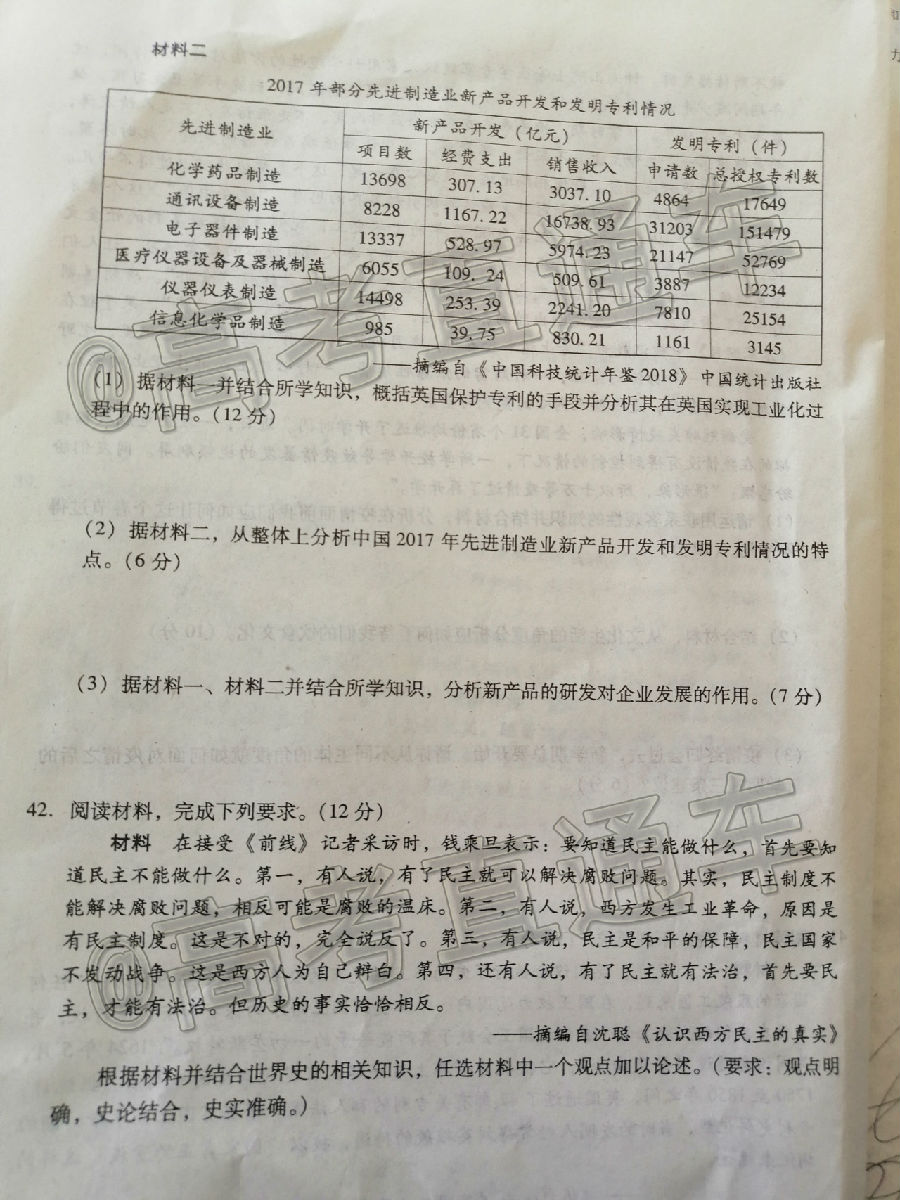 材料二
2017 年部分先进制造业新产品开发和发明专利情况
先进制造业 新产品开发（亿元） 发明专利（件）
项目数 经费支出 销售收入 申请数 总授权专利数
化学药品制造 13698 307.13 3037.10 4864 17649
通讯设备制造 8228 1167.22 16738.93 31203 151479
电子器件制造 13337 528.97 5974.23 21147 52769
医疗仪器设备及器械制造 6055 109.24 509.61 3887 12234
仪器仪表制造 14498 253.39 2241.20 7810 25154
信息化学品制造 985 39.75 830.21 1161 3145
——摘编自《中国科技统计年鉴2018》中国统计出版社
（1）据材料一并结合所学知识，概括英国保护专利的手段并分析其在英国实现工业化过
程中的作用。（12 分）
（2）据材料二，从整体上分析中国 2017 年先进制造业新产品开发和发明专利情况的特
点。（6 分）
（3）据材料一、材料二并结合所学知识，分析新产品的研发对企业发展的作用。（7 分）
42. 阅读材料，完成下列要求。（12 分）
材料 在接受《前线》记者采访时，钱乘旦表示：要知道民主能做什么，首先要知
道民主不能做什么。第一，有人说，有了民主就可以解决腐败问题。其实，民主制度不
能解决腐败问题，相反可能是腐败的温床。第二，有人说，西方发生工业革命，原因是
有民主制度。这是不对的，完全说反了。第三，有人说，民主是和平的保障，民主国家
不发动战争。这是西方人为自己辩白。第四，还有人说，有了民主就有法治，首先要民
主，才能有法治。但历史的事实恰恰相反。
——摘编自沈聪《认识西方民主的真实》
根据材料并结合世界史的相关知识，任选材料中一个观点加以论述。（要求：观点明
确，史论结合，史实准确。）
@高考直通车
@高考直通车